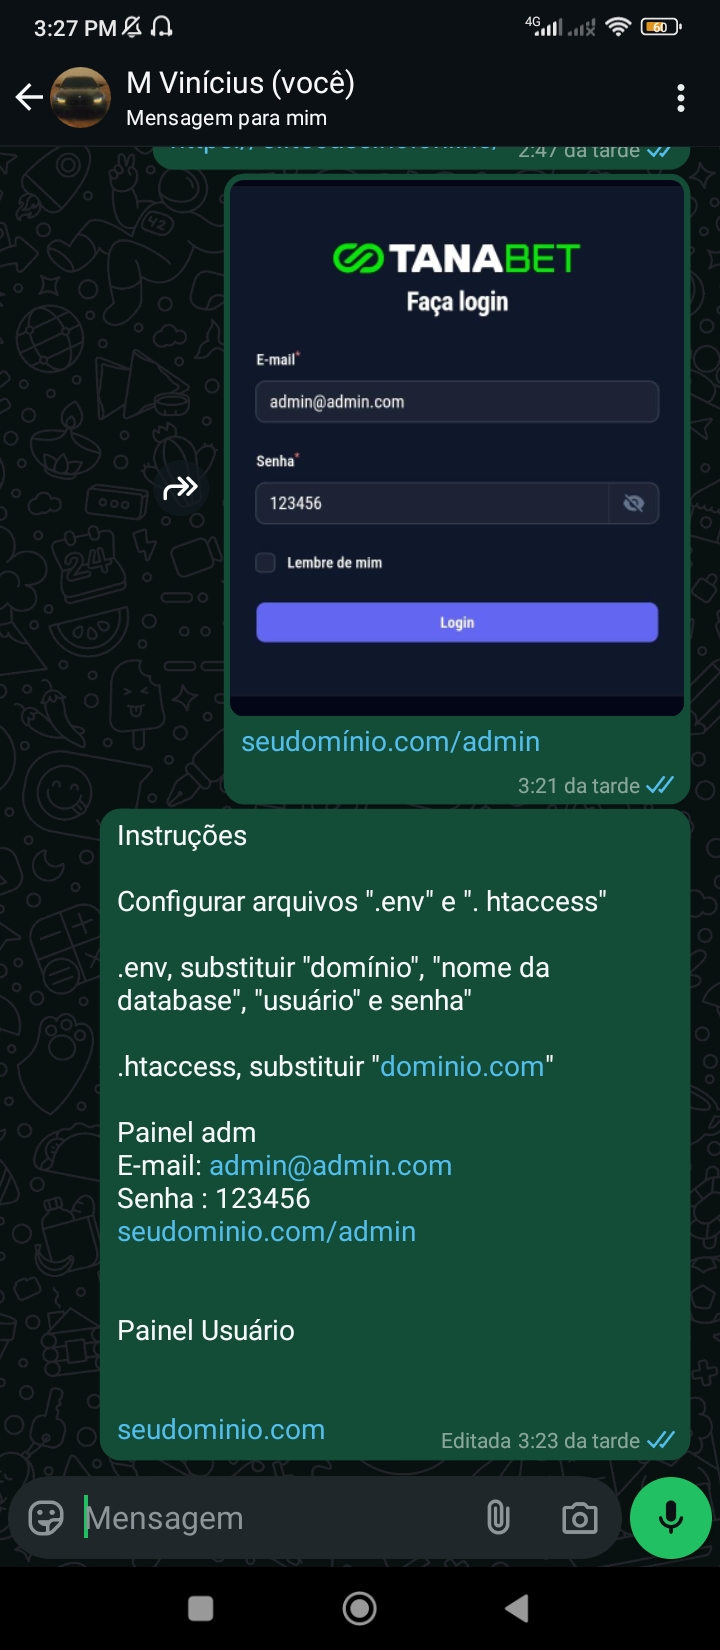 3:27 PM 4G 60
M Vinícius (você)
Mensagem para mim
2:47 da tarde
TANABET
Faça login
E-mail*
admin@admin.com
Senha*
123456
Lembre de mim
Login
seudomínio.com/admin
3:21 da tarde
Instruções
Configurar arquivos ".env" e ". htaccess"
.env, substituir "domínio", "nome da
database", "usuário" e senha"
.htaccess, substituir "dominio.com"
Painel adm
E-mail: admin@admin.com
Senha : 123456
seudominio.com/admin
Painel Usuário
seudominio.com
Editada 3:23 da tarde
Mensagem